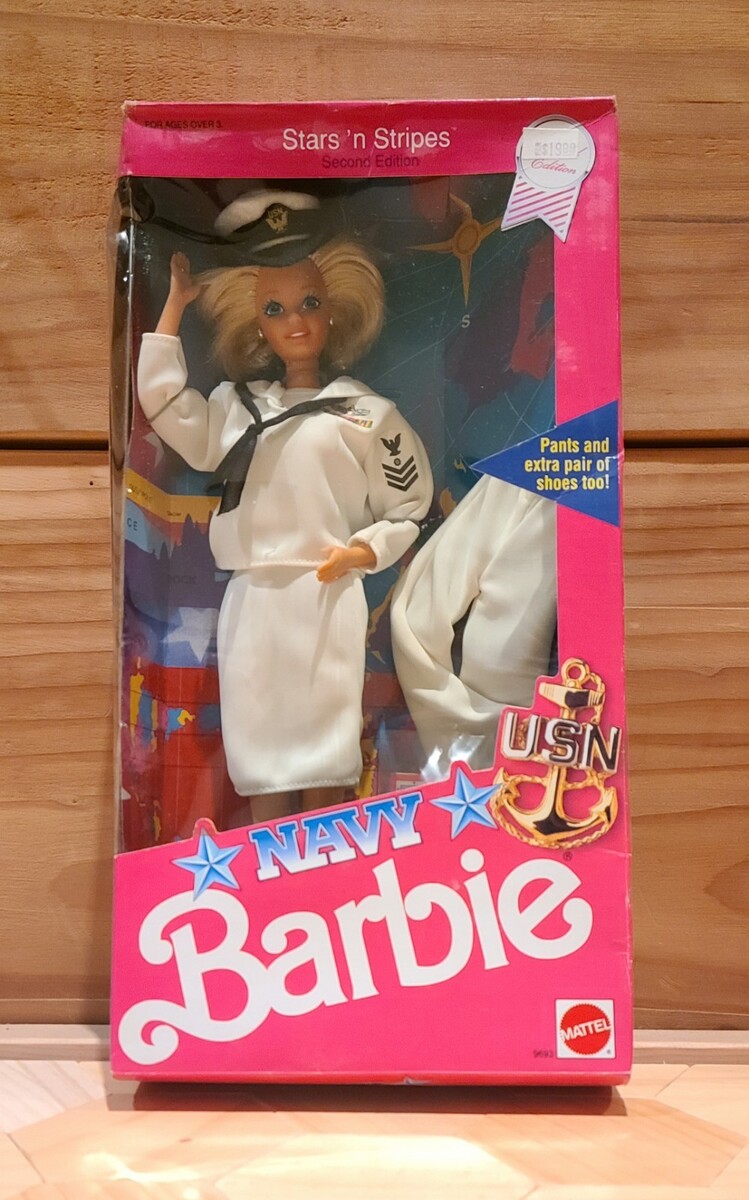 FOR AGES OVER 3.
Stars 'n Stripes
Second Edition
Edition
S
Pants and
extra pair of
shoes too!
USN
NAVY
Barbie
®
MATTEL
®
9693